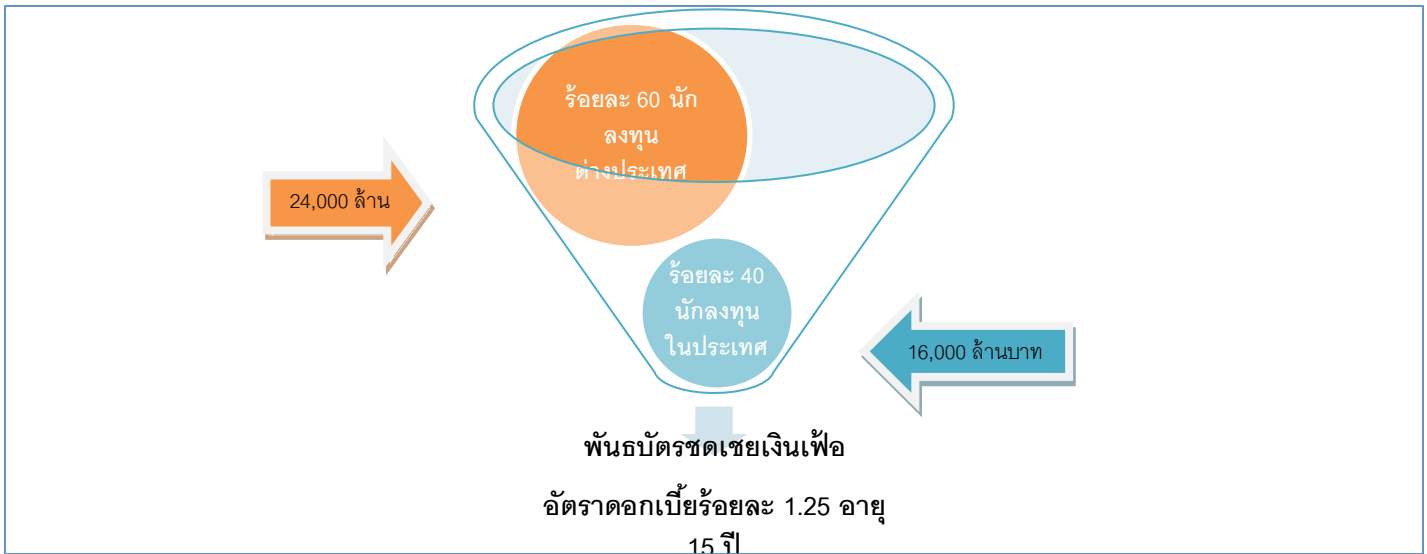 ร้อยละ 60 นัก
ลงทุน
ต่างประเทศ
24,000 ล้าน
ร้อยละ 40
นักลงทุน
ในประเทศ
16,000 ล้านบาท
พันธบัตรชดเชยเงินเฟ้อ
อัตราดอกเบี้ยร้อยละ 1.25 อายุ
15 ปี